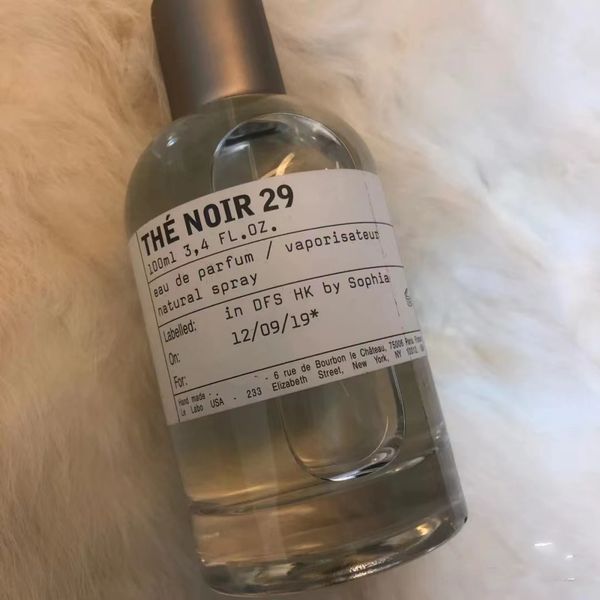 THÉ NOIR 29
100ml 3,4 FL.OZ.
eau de parfum / vaporisateur
natural spray
Labelled: in DFS HK by Sophia
On: 12/09/19*
For:
Hand made - - 6 rue de Bourbon le Château, 75006 Paris
Le Labo USA - 233 Elizabeth Street, New York, NY 10012